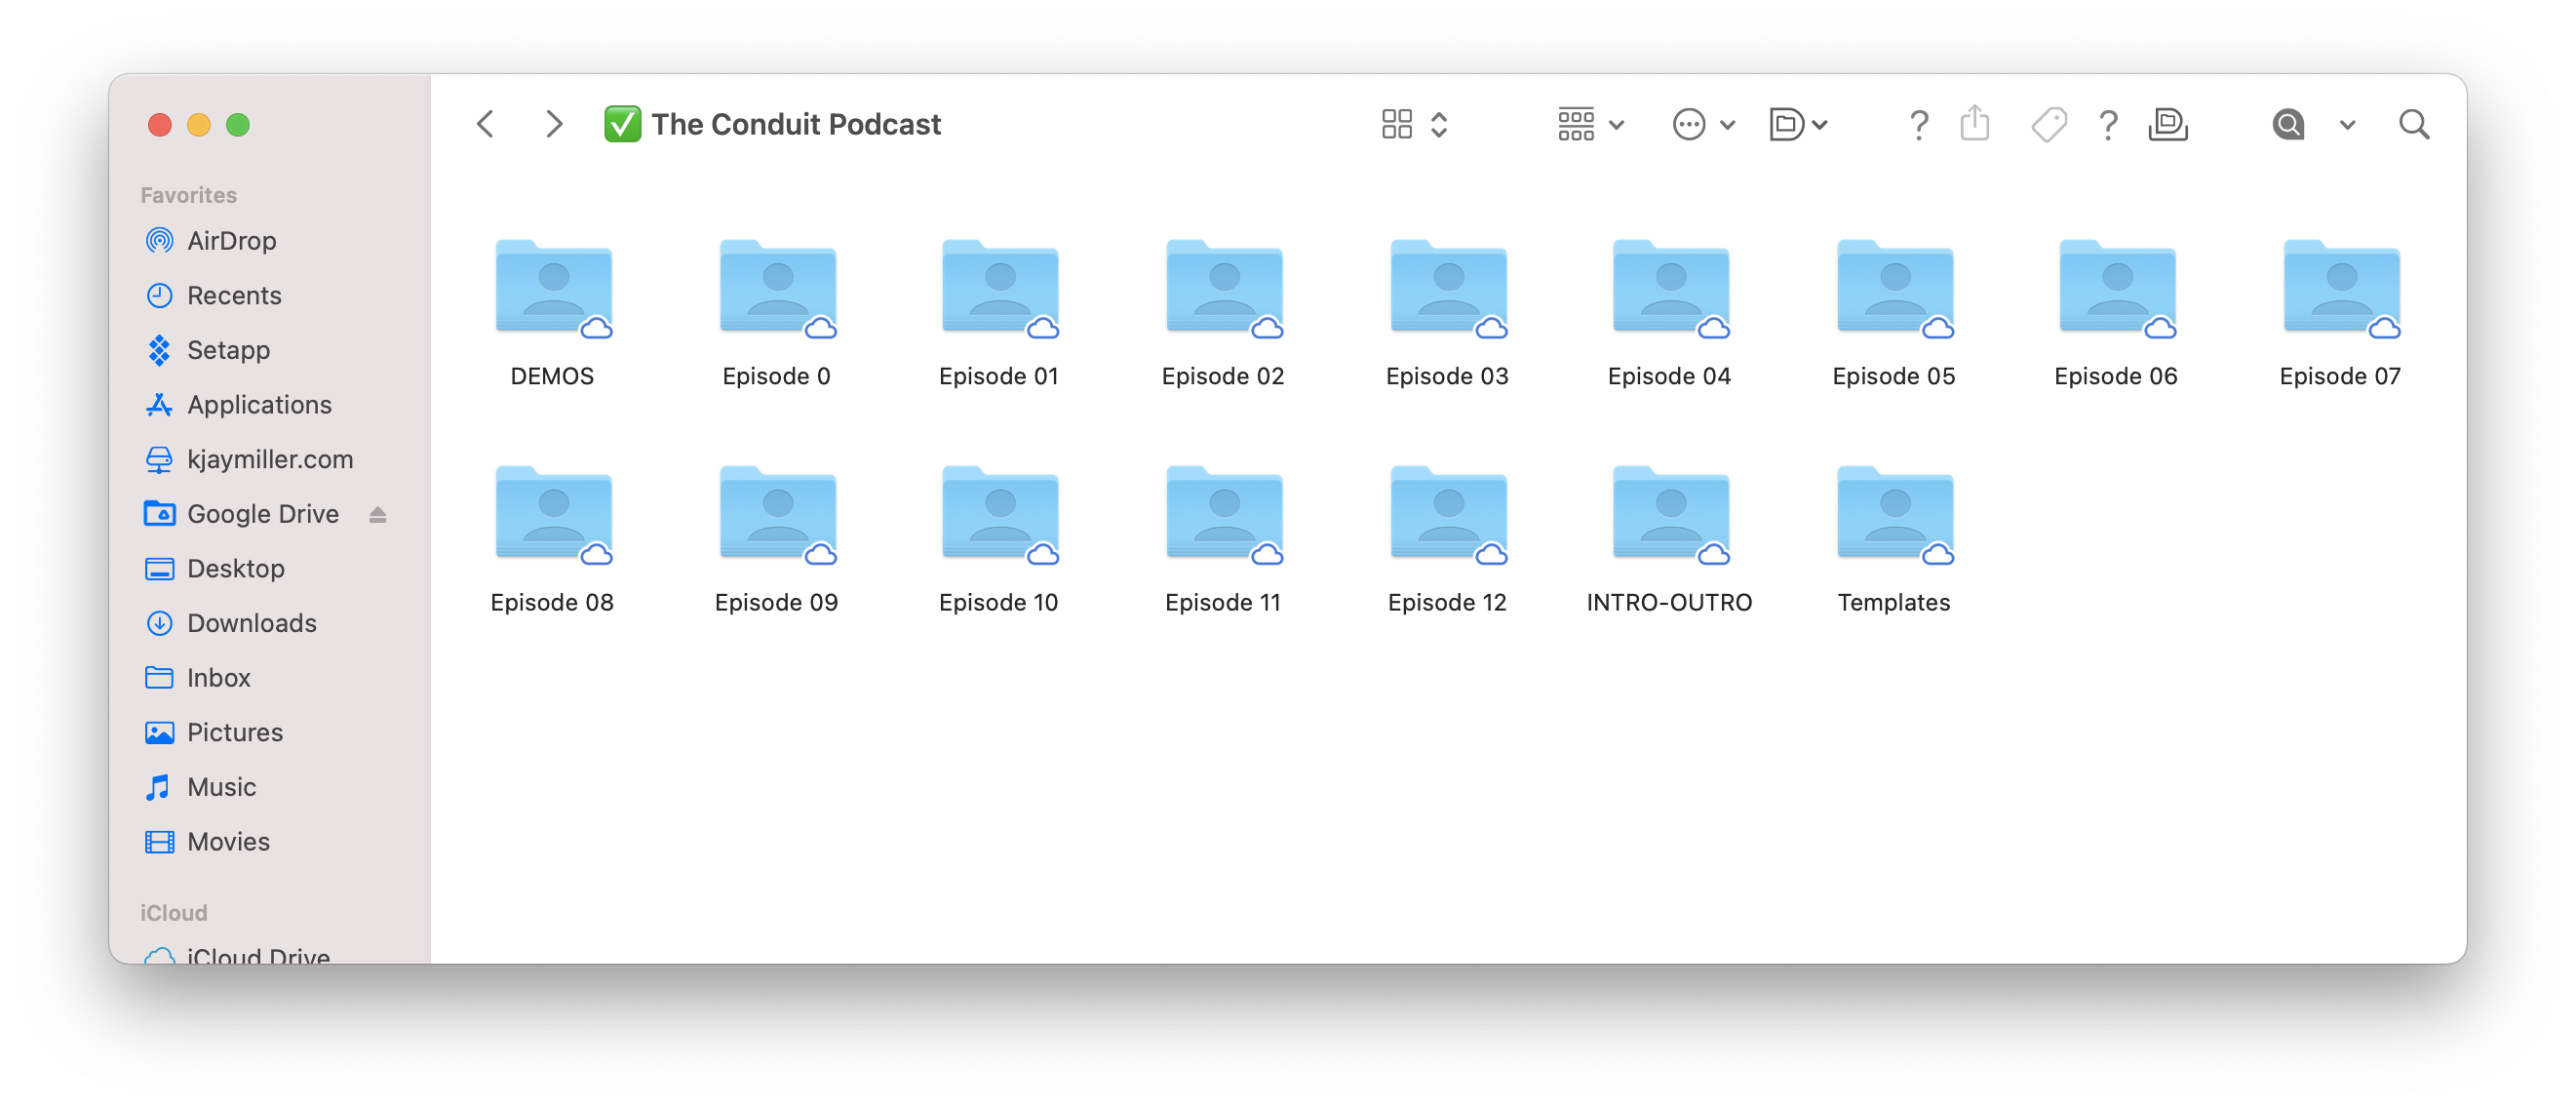 ✅ The Conduit Podcast
Favorites
AirDrop
Recents
Setapp
Applications
kjaymiller.com
Google Drive
Desktop
Downloads
Inbox
Pictures
Music
Movies
iCloud
iCloud Drive
DEMOS
Episode 0
Episode 01
Episode 02
Episode 03
Episode 04
Episode 05
Episode 06
Episode 07
Episode 08
Episode 09
Episode 10
Episode 11
Episode 12
INTRO-OUTRO
Templates